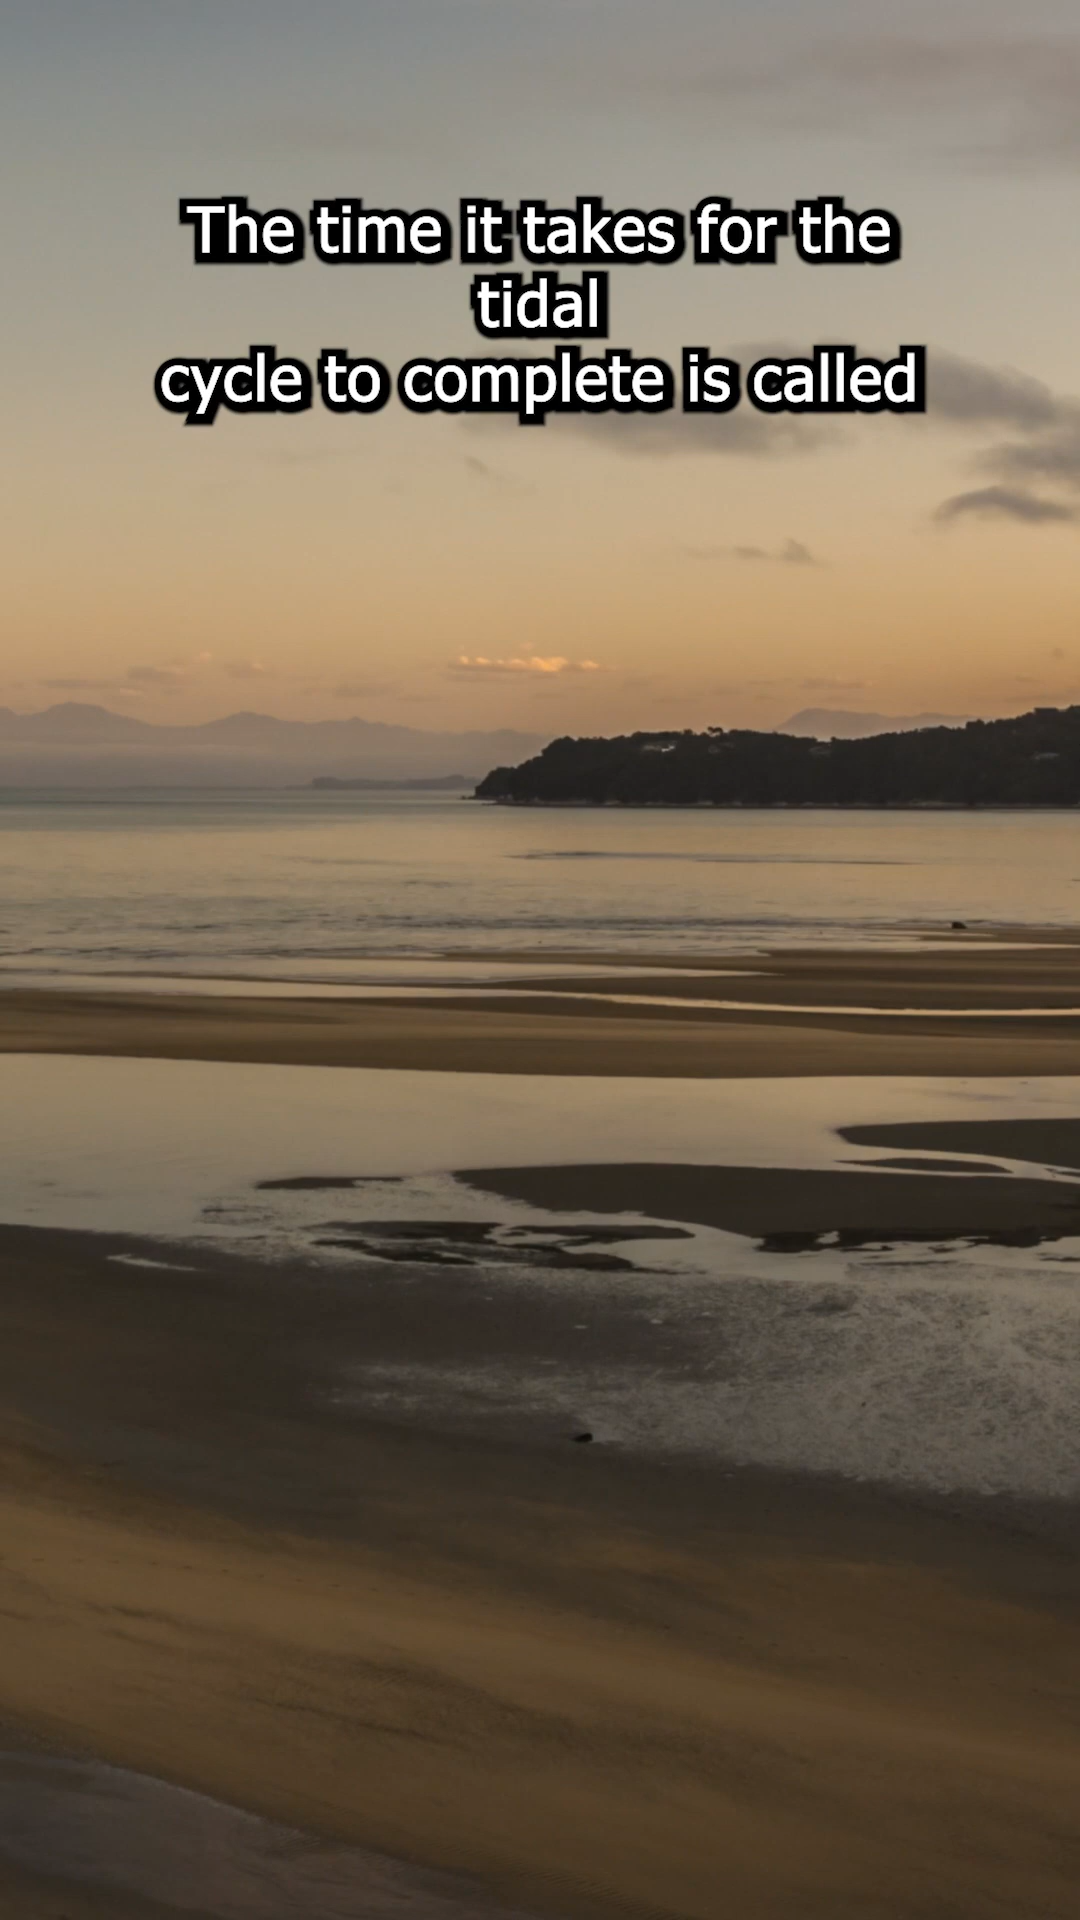 The time it takes for the
tidal
cycle to complete is called